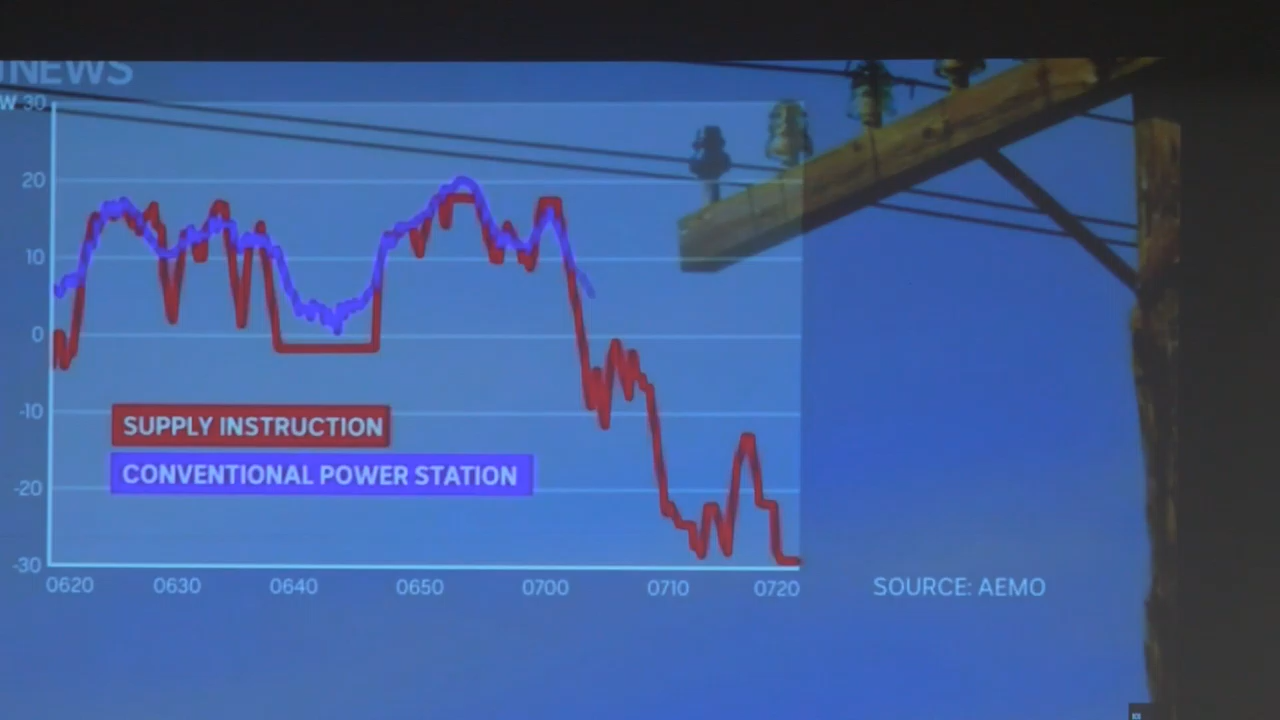 NEWS
W 30
20
10
0
-10
-20
-30
SUPPLY INSTRUCTION
CONVENTIONAL POWER STATION
0620 0630 0640 0650 0700 0710 0720
SOURCE: AEMO